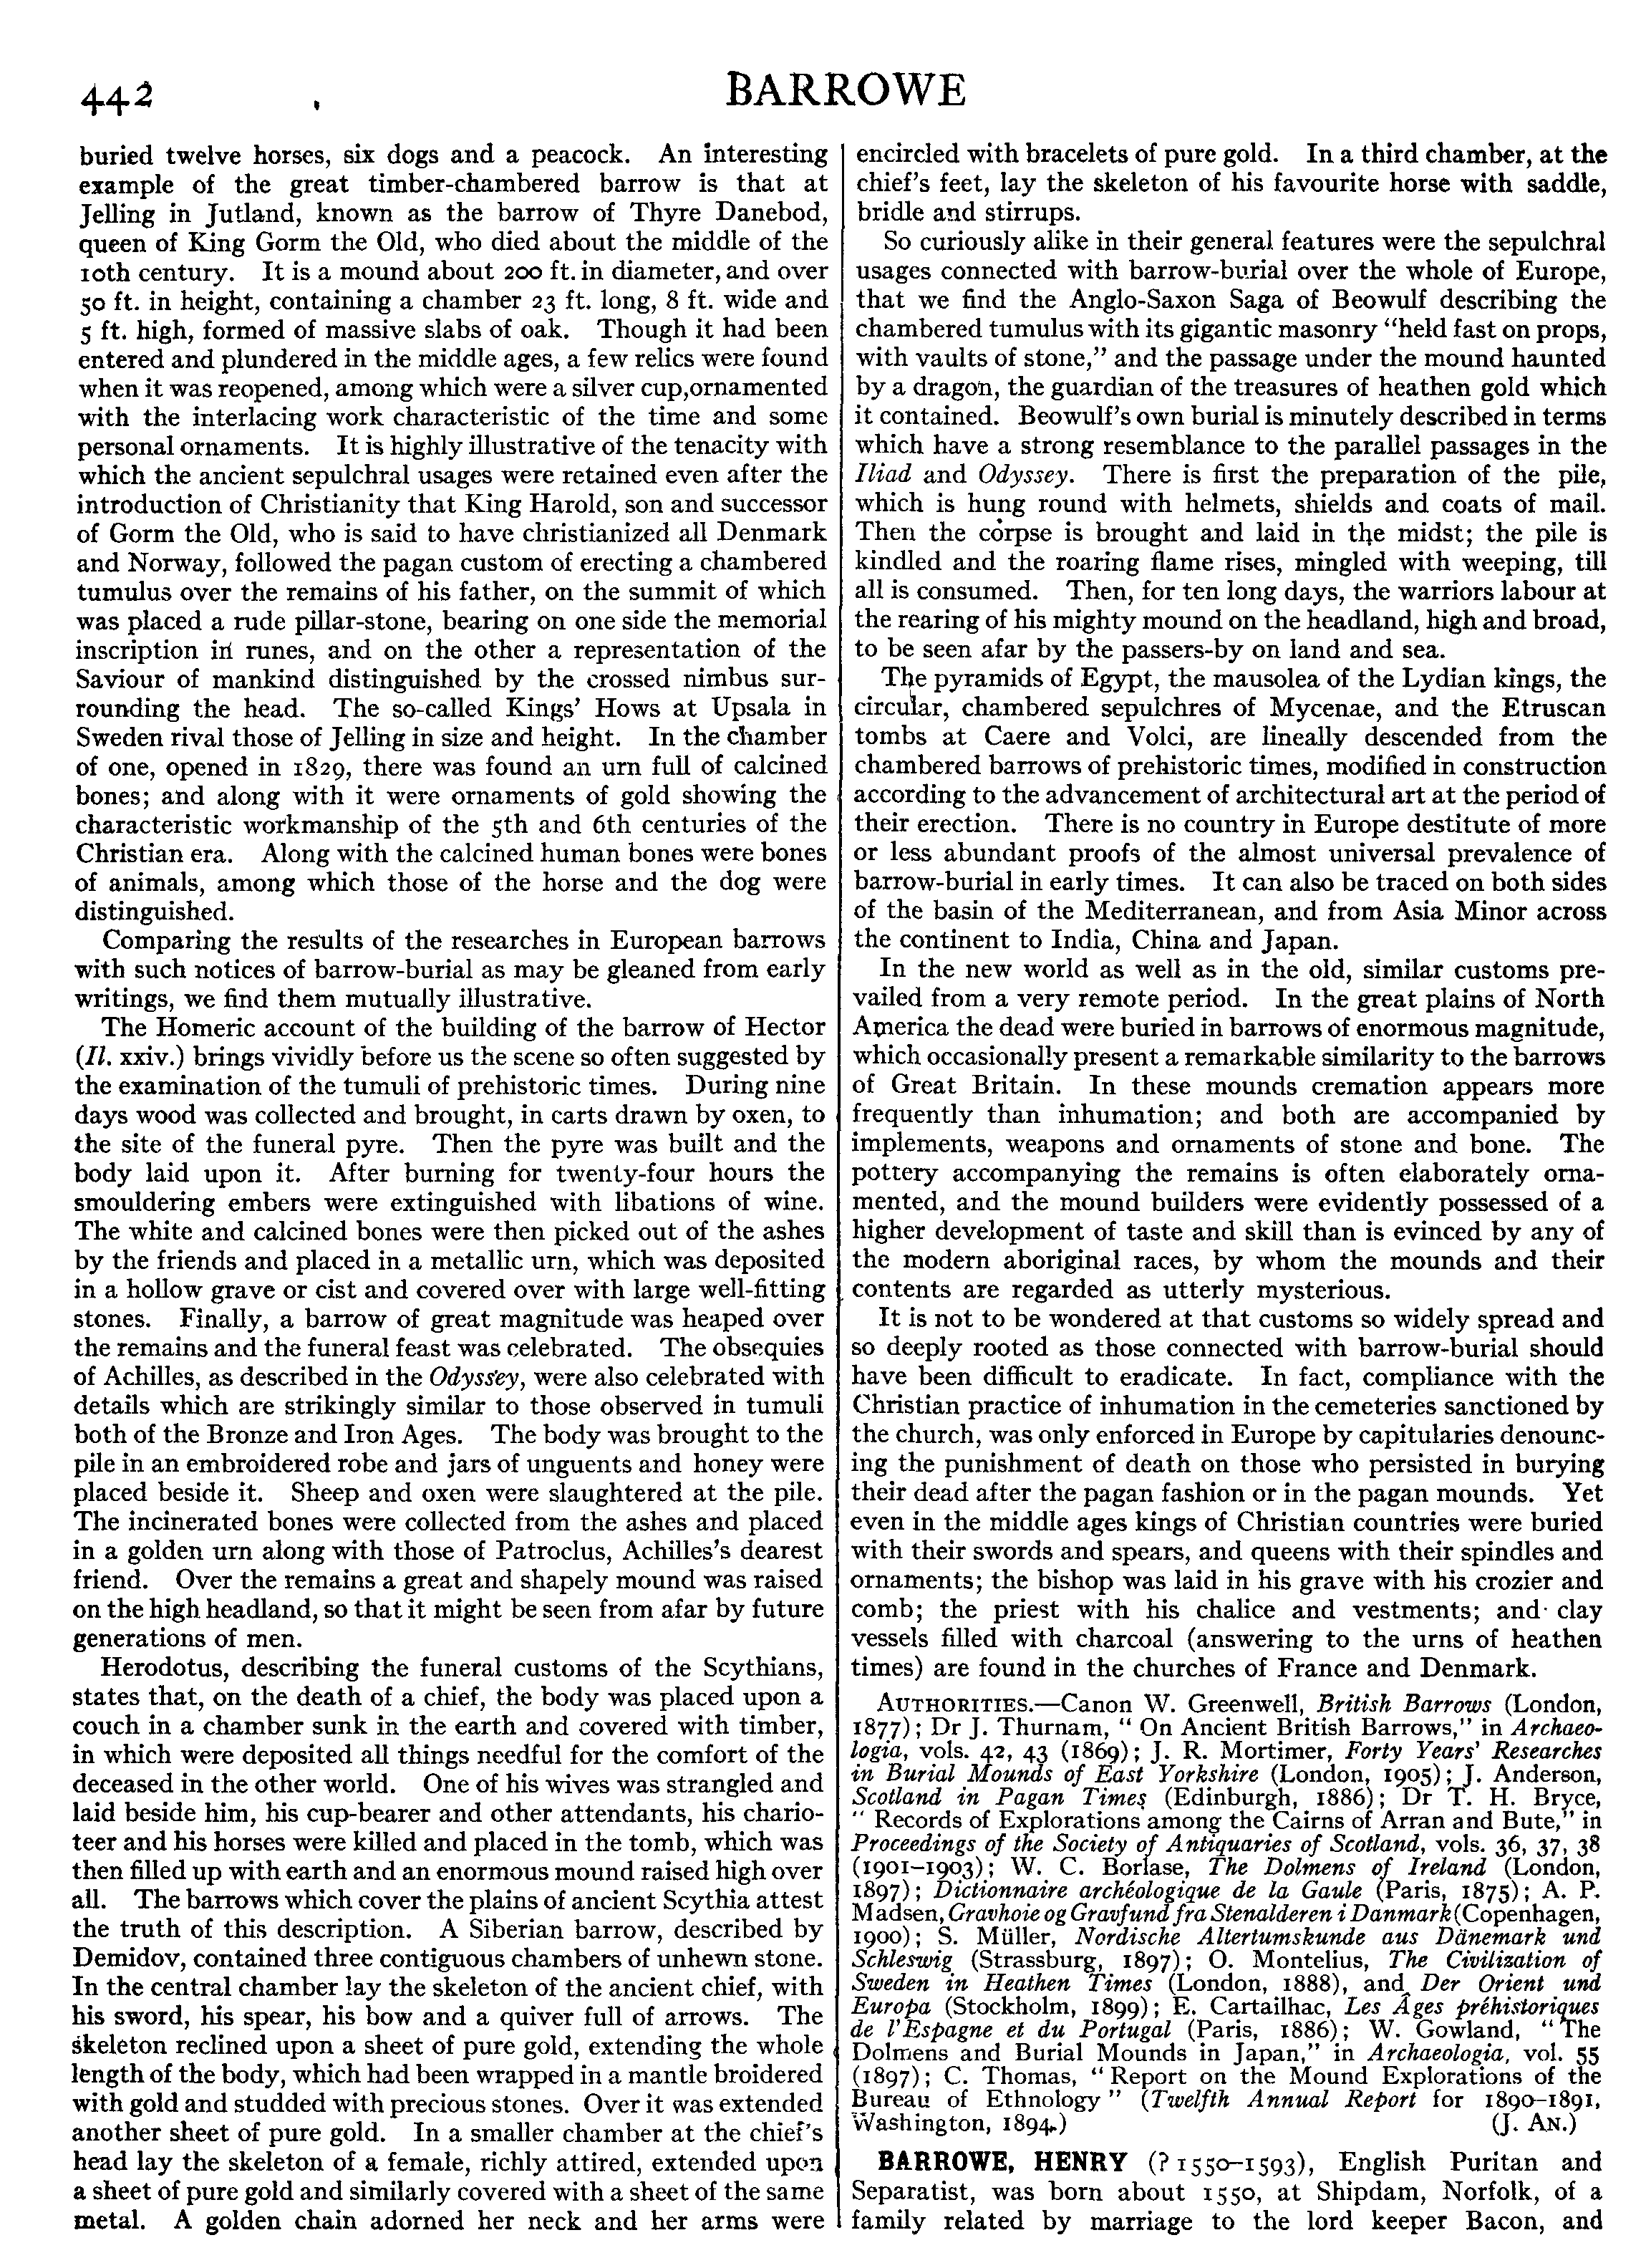 442
BARROWE
buried twelve horses, six dogs and a peacock. An interesting
example of the great timber-chambered barrow is that at
Jelling in Jutland, known as the barrow of Thyre Danebod,
queen of King Gorm the Old, who died about the middle of the
10th century. It is a mound about 200 ft. in diameter, and over
50 ft. in height, containing a chamber 23 ft. long, 8 ft. wide and
5 ft. high, formed of massive slabs of oak. Though it had been
entered and plundered in the middle ages, a few relics were found
when it was reopened, among which were a silver cup, ornamented
with the interlacing work characteristic of the time and some
personal ornaments. It is highly illustrative of the tenacity with
which the ancient sepulchral usages were retained even after the
introduction of Christianity that King Harold, son and successor
of Gorm the Old, who is said to have christianized all Denmark
and Norway, followed the pagan custom of erecting a chambered
tumulus over the remains of his father, on the summit of which
was placed a rude pillar-stone, bearing on one side the memorial
inscription in runes, and on the other a representation of the
Saviour of mankind distinguished by the crossed nimbus sur-
rounding the head. The so-called Kings' Hows at Upsala in
Sweden rival those of Jelling in size and height. In the chamber
of one, opened in 1829, there was found an urn full of calcined
bones; and along with it were ornaments of gold showing the
characteristic workmanship of the 5th and 6th centuries of the
Christian era. Along with the calcined human bones were bones
of animals, among which those of the horse and the dog were
distinguished.
Comparing the results of the researches in European barrows
with such notices of barrow-burial as may be gleaned from early
writings, we find them mutually illustrative.
The Homeric account of the building of the barrow of Hector
(Il. xxiv.) brings vividly before us the scene so often suggested by
the examination of the tumuli of prehistoric times. During nine
days wood was collected and brought, in carts drawn by oxen, to
the site of the funeral pyre. Then the pyre was built and the
body laid upon it. After burning for twenty-four hours the
smouldering embers were extinguished with libations of wine.
The white and calcined bones were then picked out of the ashes
by the friends and placed in a metallic urn, which was deposited
in a hollow grave or cist and covered over with large well-fitting
stones. Finally, a barrow of great magnitude was heaped over
the remains and the funeral feast was celebrated. The obsequies
of Achilles, as described in the Odyssey, were also celebrated with
details which are strikingly similar to those observed in tumuli
both of the Bronze and Iron Ages. The body was brought to the
pile in an embroidered robe and jars of unguents and honey were
placed beside it. Sheep and oxen were slaughtered at the pile.
The incinerated bones were collected from the ashes and placed
in a golden urn along with those of Patroclus, Achilles's dearest
friend. Over the remains a great and shapely mound was raised
on the high headland, so that it might be seen from afar by future
generations of men.
Herodotus, describing the funeral customs of the Scythians,
states that, on the death of a chief, the body was placed upon a
couch in a chamber sunk in the earth and covered with timber,
in which were deposited all things needful for the comfort of the
deceased in the other world. One of his wives was strangled and
laid beside him, his cup-bearer and other attendants, his chario-
teer and his horses were killed and placed in the tomb, which was
then filled up with earth and an enormous mound raised high over
all. The barrows which cover the plains of ancient Scythia attest
the truth of this description. A Siberian barrow, described by
Demidov, contained three contiguous chambers of unhewn stone.
In the central chamber lay the skeleton of the ancient chief, with
his sword, his spear, his bow and a quiver full of arrows. The
skeleton reclined upon a sheet of pure gold, extending the whole
length of the body, which had been wrapped in a mantle broidered
with gold and studded with precious stones. Over it was extended
another sheet of pure gold. In a smaller chamber at the chief's
head lay the skeleton of a female, richly attired, extended upon
a sheet of pure gold and similarly covered with a sheet of the same
metal. A golden chain adorned her neck and her arms were
encircled with bracelets of pure gold. In a third chamber, at the
chief's feet, lay the skeleton of his favourite horse with saddle,
bridle and stirrups.
So curiously alike in their general features were the sepulchral
usages connected with barrow-burial over the whole of Europe,
that we find the Anglo-Saxon Saga of Beowulf describing the
chambered tumulus with its gigantic masonry "held fast on props,
with vaults of stone," and the passage under the mound haunted
by a dragon, the guardian of the treasures of heathen gold which
it contained. Beowulf's own burial is minutely described in terms
which have a strong resemblance to the parallel passages in the
Iliad and Odyssey. There is first the preparation of the pile,
which is hung round with helmets, shields and coats of mail.
Then the corpse is brought and laid in the midst; the pile is
kindled and the roaring flame rises, mingled with weeping, till
all is consumed. Then, for ten long days, the warriors labour at
the rearing of his mighty mound on the headland, high and broad,
to be seen afar by the passers-by on land and sea.
The pyramids of Egypt, the mausolea of the Lydian kings, the
circular, chambered sepulchres of Mycenae, and the Etruscan
tombs at Caere and Volci, are lineally descended from the
chambered barrows of prehistoric times, modified in construction
according to the advancement of architectural art at the period of
their erection. There is no country in Europe destitute of more
or less abundant proofs of the almost universal prevalence of
barrow-burial in early times. It can also be traced on both sides
of the basin of the Mediterranean, and from Asia Minor across
the continent to India, China and Japan.
In the new world as well as in the old, similar customs pre-
vailed from a very remote period. In the great plains of North
America the dead were buried in barrows of enormous magnitude,
which occasionally present a remarkable similarity to the barrows
of Great Britain. In these mounds cremation appears more
frequently than inhumation; and both are accompanied by
implements, weapons and ornaments of stone and bone. The
pottery accompanying the remains is often elaborately orna-
mented, and the mound builders were evidently possessed of a
higher development of taste and skill than is evinced by any of
the modern aboriginal races, by whom the mounds and their
contents are regarded as utterly mysterious.
It is not to be wondered at that customs so widely spread and
so deeply rooted as those connected with barrow-burial should
have been difficult to eradicate. In fact, compliance with the
Christian practice of inhumation in the cemeteries sanctioned by
the church, was only enforced in Europe by capitularies denounc-
ing the punishment of death on those who persisted in burying
their dead after the pagan fashion or in the pagan mounds. Yet
even in the middle ages kings of Christian countries were buried
with their swords and spears, and queens with their spindles and
ornaments; the bishop was laid in his grave with his crozier and
comb; the priest with his chalice and vestments; and clay
vessels filled with charcoal (answering to the urns of heathen
times) are found in the churches of France and Denmark.
AUTHORITIES.—Canon W. Greenwell, British Barrows (London,
1877); Dr J. Thurnam, " On Ancient British Barrows," in Archaeo-
logia, vols. 42, 43 (1869); J. R. Mortimer, Forty Years' Researches
in Burial Mounds of East Yorkshire (London, 1905); J. Anderson,
Scotland in Pagan Times (Edinburgh, 1886); Dr T. H. Bryce,
" Records of Explorations among the Cairns of Arran and Bute," in
Proceedings of the Society of Antiquaries of Scotland, vols. 36, 37, 38
(1901–1903); W. C. Borlase, The Dolmens of Ireland (London,
1897); Dictionnaire archéologique de la Gaule (Paris, 1875); A. P.
Madsen, Gravhoie og Gravfund fra Stenalderen i Danmark (Copenhagen,
1900); S. Müller, Nordische Altertumskunde aus Dänemark und
Schleswig (Strassburg, 1897); O. Montelius, The Civilization of
Sweden in Heathen Times (London, 1888), and Der Orient und
Europa (Stockholm, 1899); E. Cartailhac, Les Âges préhistoriques
de l'Espagne et du Portugal (Paris, 1886); W. Gowland, "The
Dolmens and Burial Mounds in Japan," in Archaeologia, vol. 55
(1897); C. Thomas, "Report on the Mound Explorations of the
Bureau of Ethnology " (Twelfth Annual Report for 1890–1891,
Washington, 1894.) (J. AN.)
BARROWE, HENRY (? 1550–1593), English Puritan and
Separatist, was born about 1550, at Shipdam, Norfolk, of a
family related by marriage to the lord keeper Bacon, and